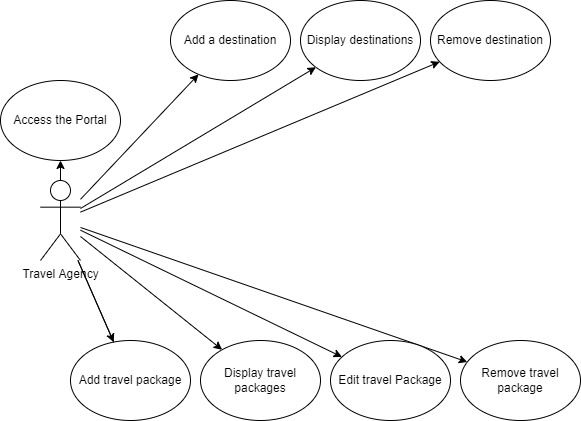 Add a destination
Display destinations
Remove destination
Access the Portal
Travel Agency
Add travel package
Display travel
packages
Edit travel Package
Remove travel
package